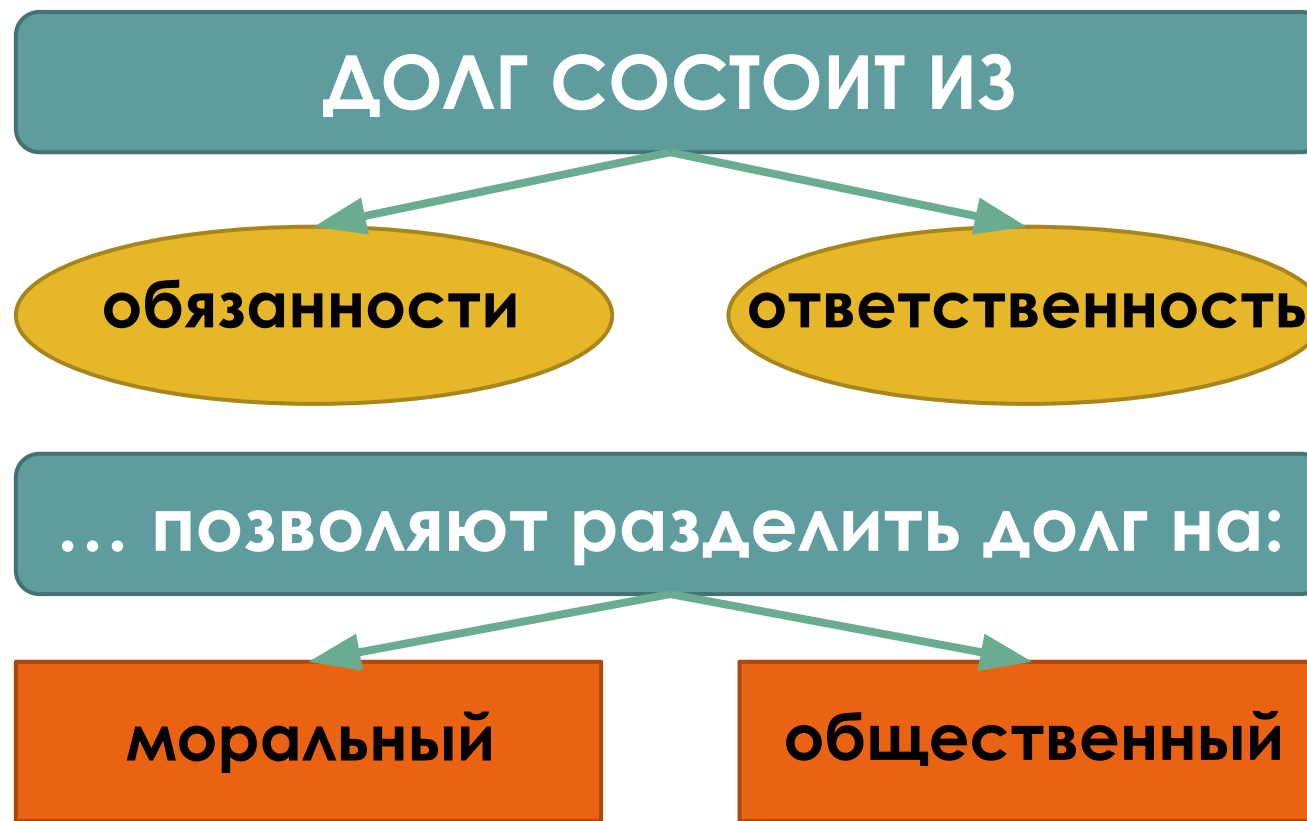 ДОЛГ СОСТОИТ ИЗ
обязанности
ответственность
… позволяют разделить долг на:
моральный
общественный